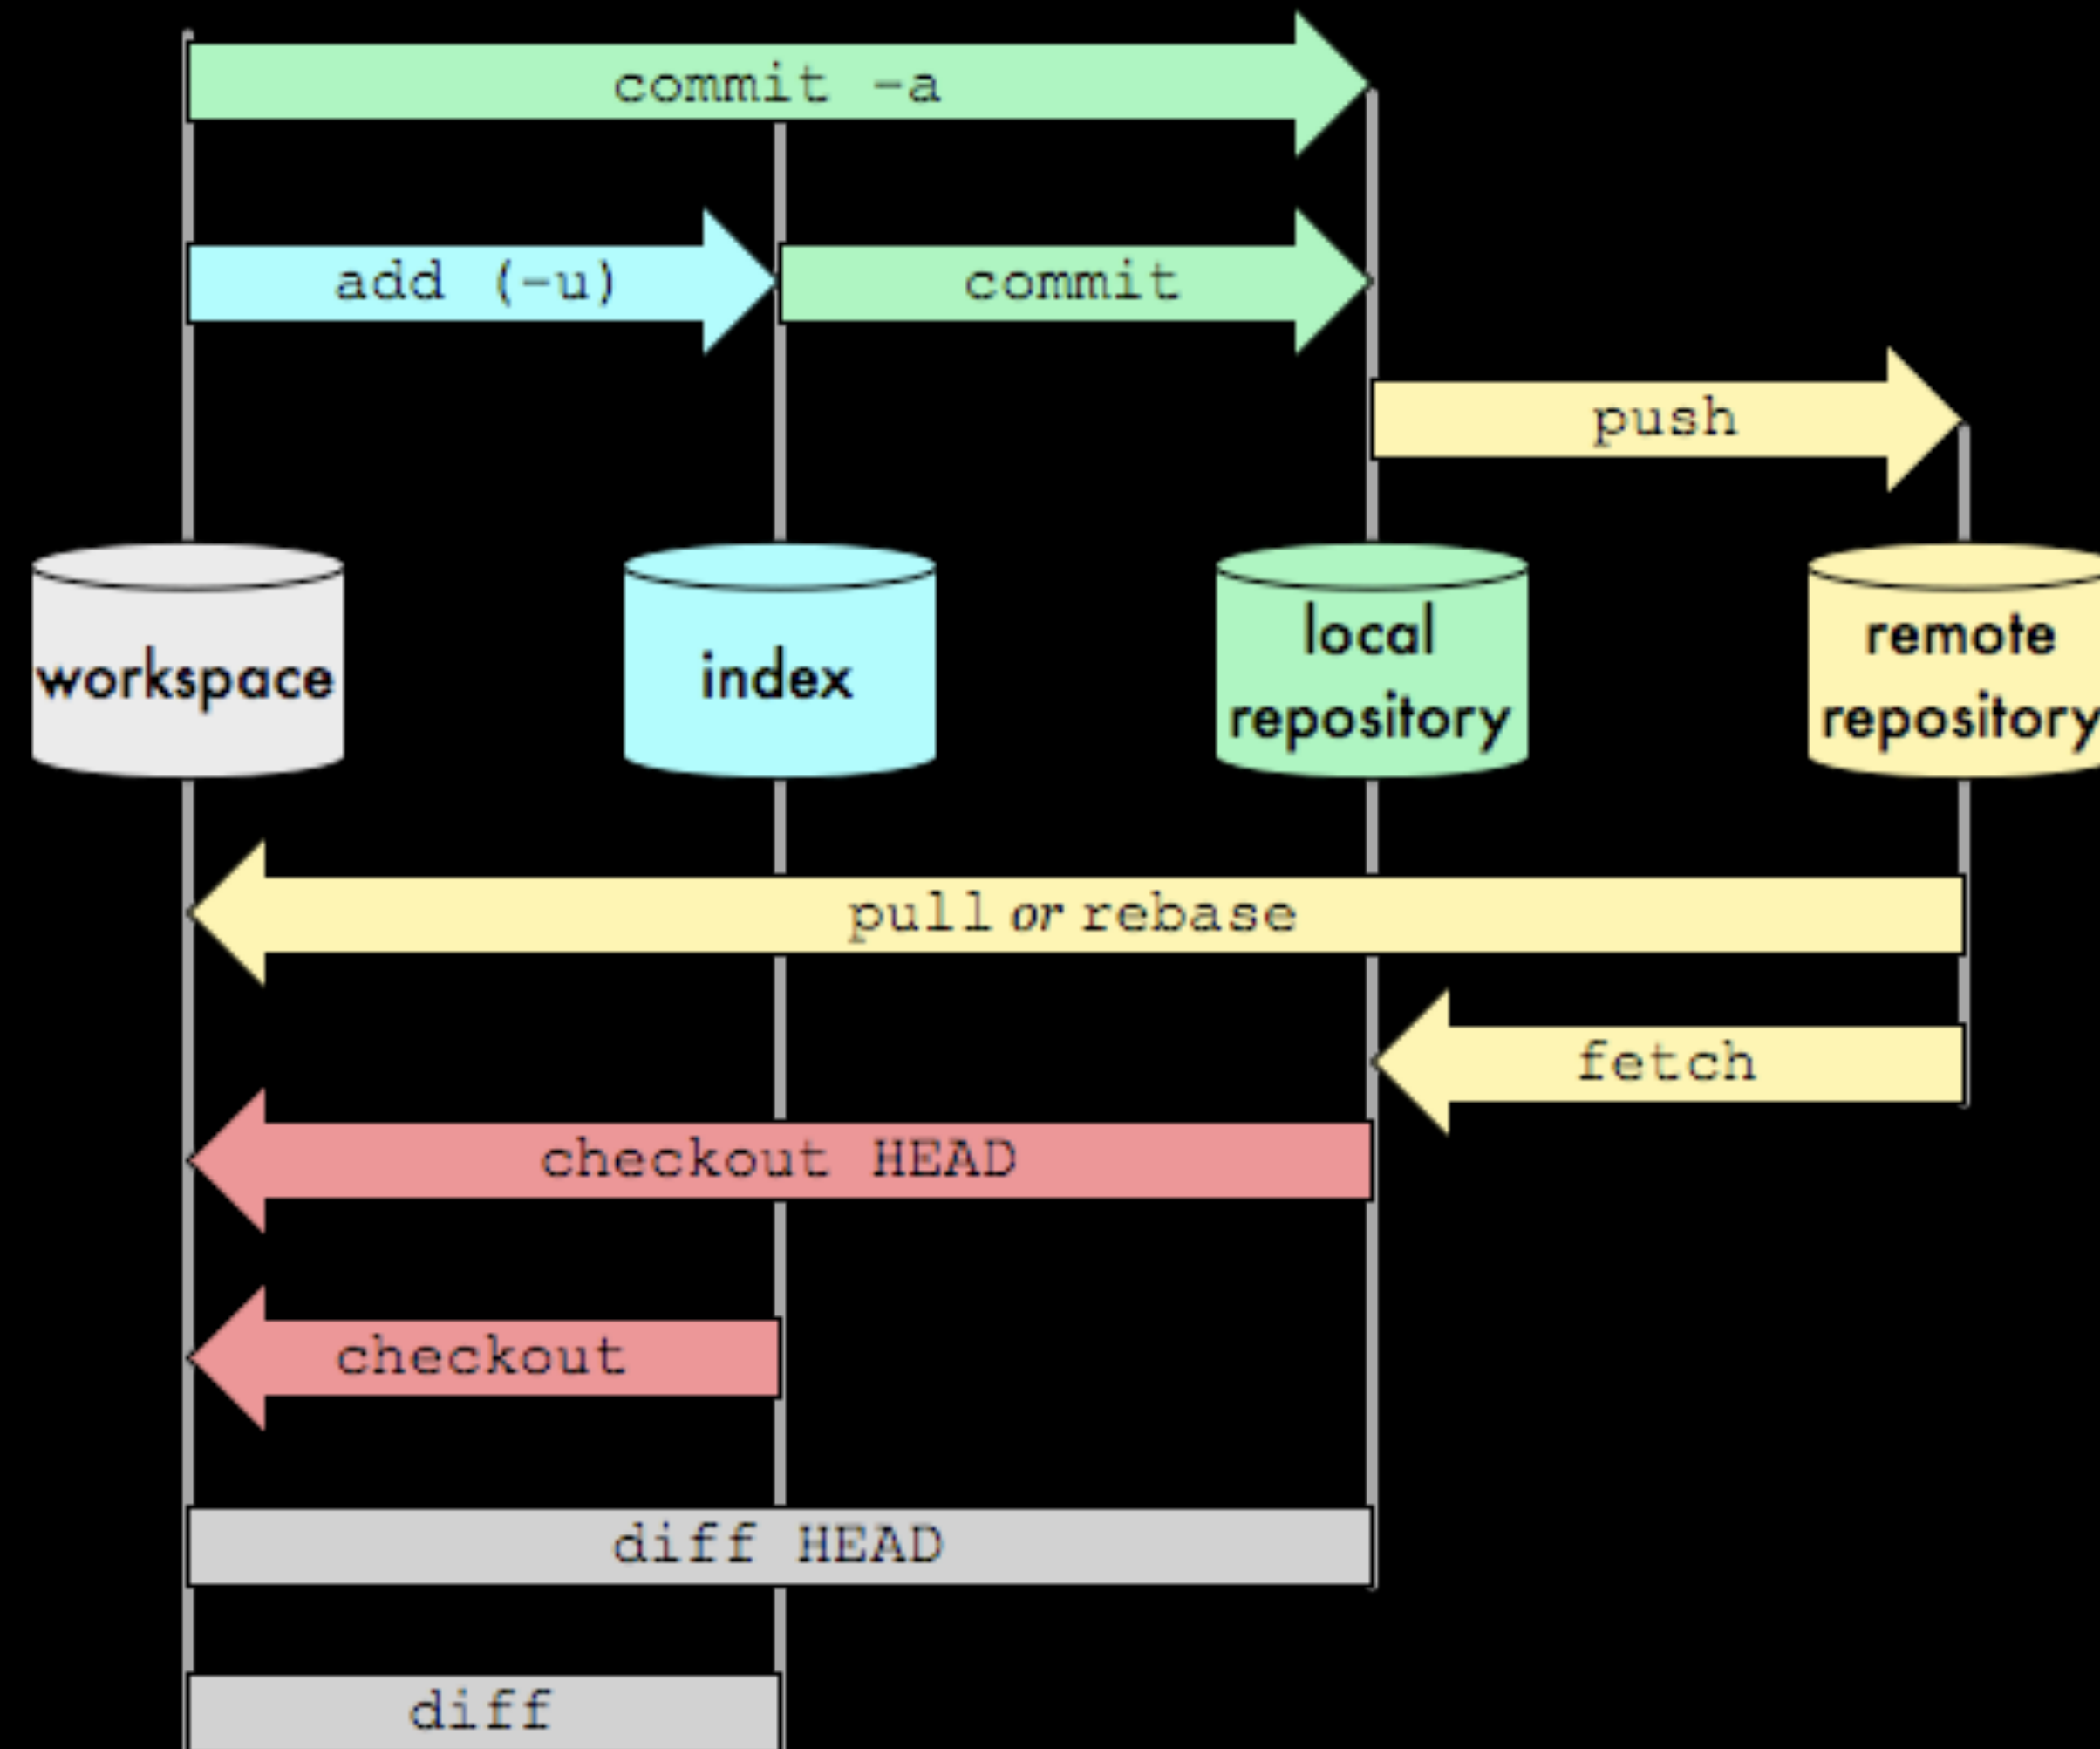 commit -a
add (-u)
commit
push
workspace
index
local
repository
remote
repository
pull or rebase
fetch
checkout HEAD
checkout
diff HEAD
diff